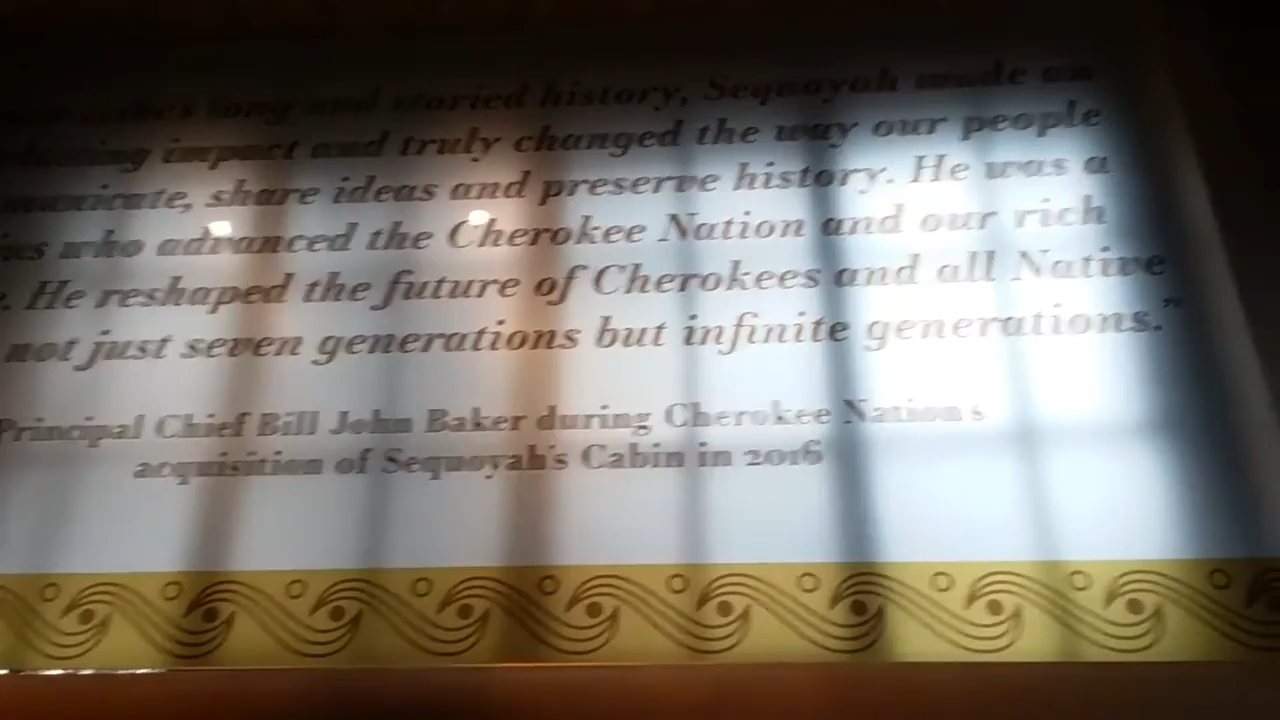 long and storied history, Sequoyah made an
impact and truly changed the way our people
share ideas and preserve history. He was a
who advanced the Cherokee Nation and our rich
He reshaped the future of Cherokees and all Native
not just seven generations but infinite generations.”
Principal Chief Bill John Baker during Cherokee Nation s
acquisition of Sequoyah's Cabin in 2016